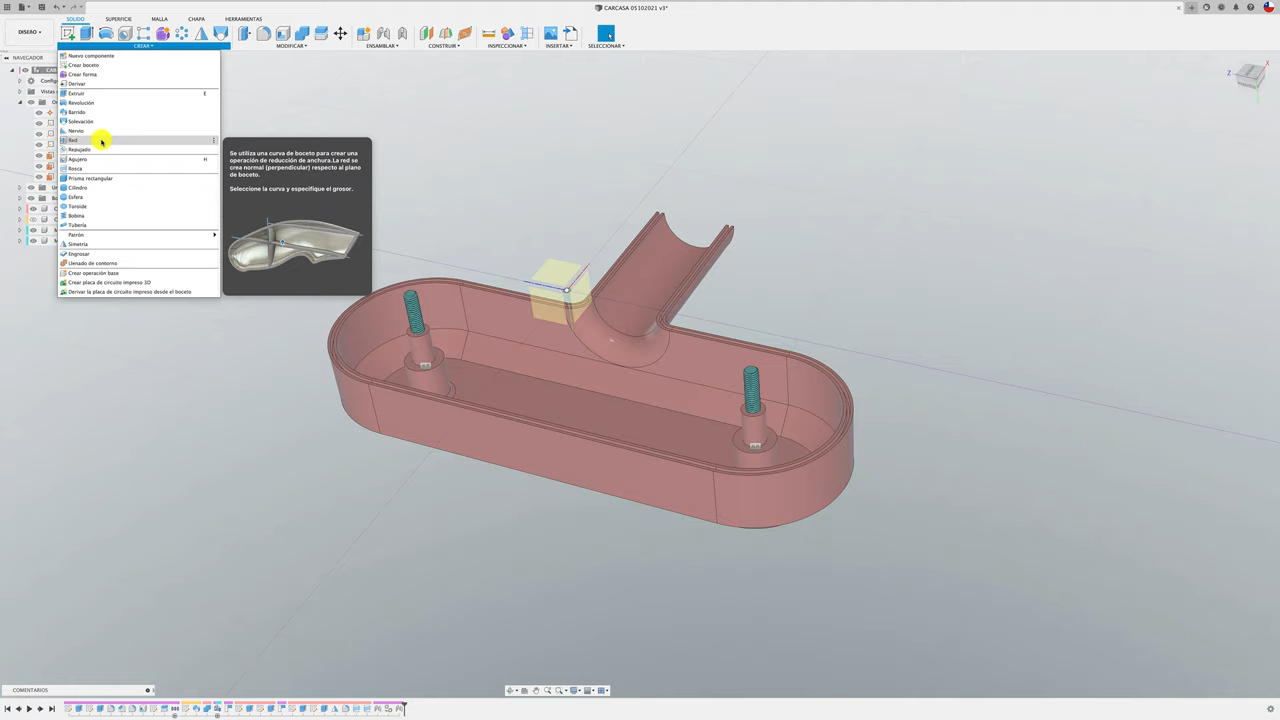 CARCASA 05102021 v3*
SOLIDO SUPERFICIE MALLA CHAPA HERRAMIENTAS
DISEÑO
CREAR MODIFICAR ENSAMBLAR CONSTRUIR INSPECCIONAR INSERTAR SELECCIONAR
NAVEGADOR
Nuevo componente
Crear boceto
Crear forma
Derivar
Extruir E
Revolución
Barrido
Solevación
Nervio
Red
Repujado
Agujero H
Rosca
Prisma rectangular
Cilindro
Esfera
Toroide
Bobina
Tubería
Patrón
Simetría
Engrosar
Llenado de contorno
Crear operación base
Crear placa de circuito impreso 3D
Derivar la placa de circuito impreso desde el boceto
Se utiliza una curva de boceto para crear una
operación de reducción de anchura.La red se
crea normal (perpendicular) respecto al plano
de boceto.
Seleccione la curva y especifique el grosor.
Z
X
COMENTARIOS